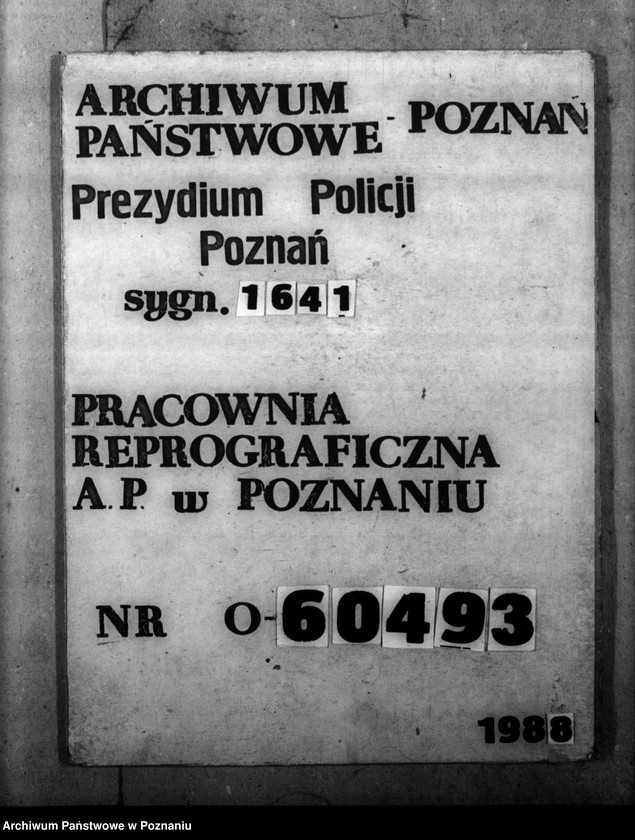 ARCHIWUM
PAŃSTWOWE - POZNAŃ
Prezydium Policji
Poznań
sygn. 1641
PRACOWNIA
REPROGRAFICZNA
A.P. w POZNANIU
NR O-60493
1988
Archiwum Państwowe w Poznaniu